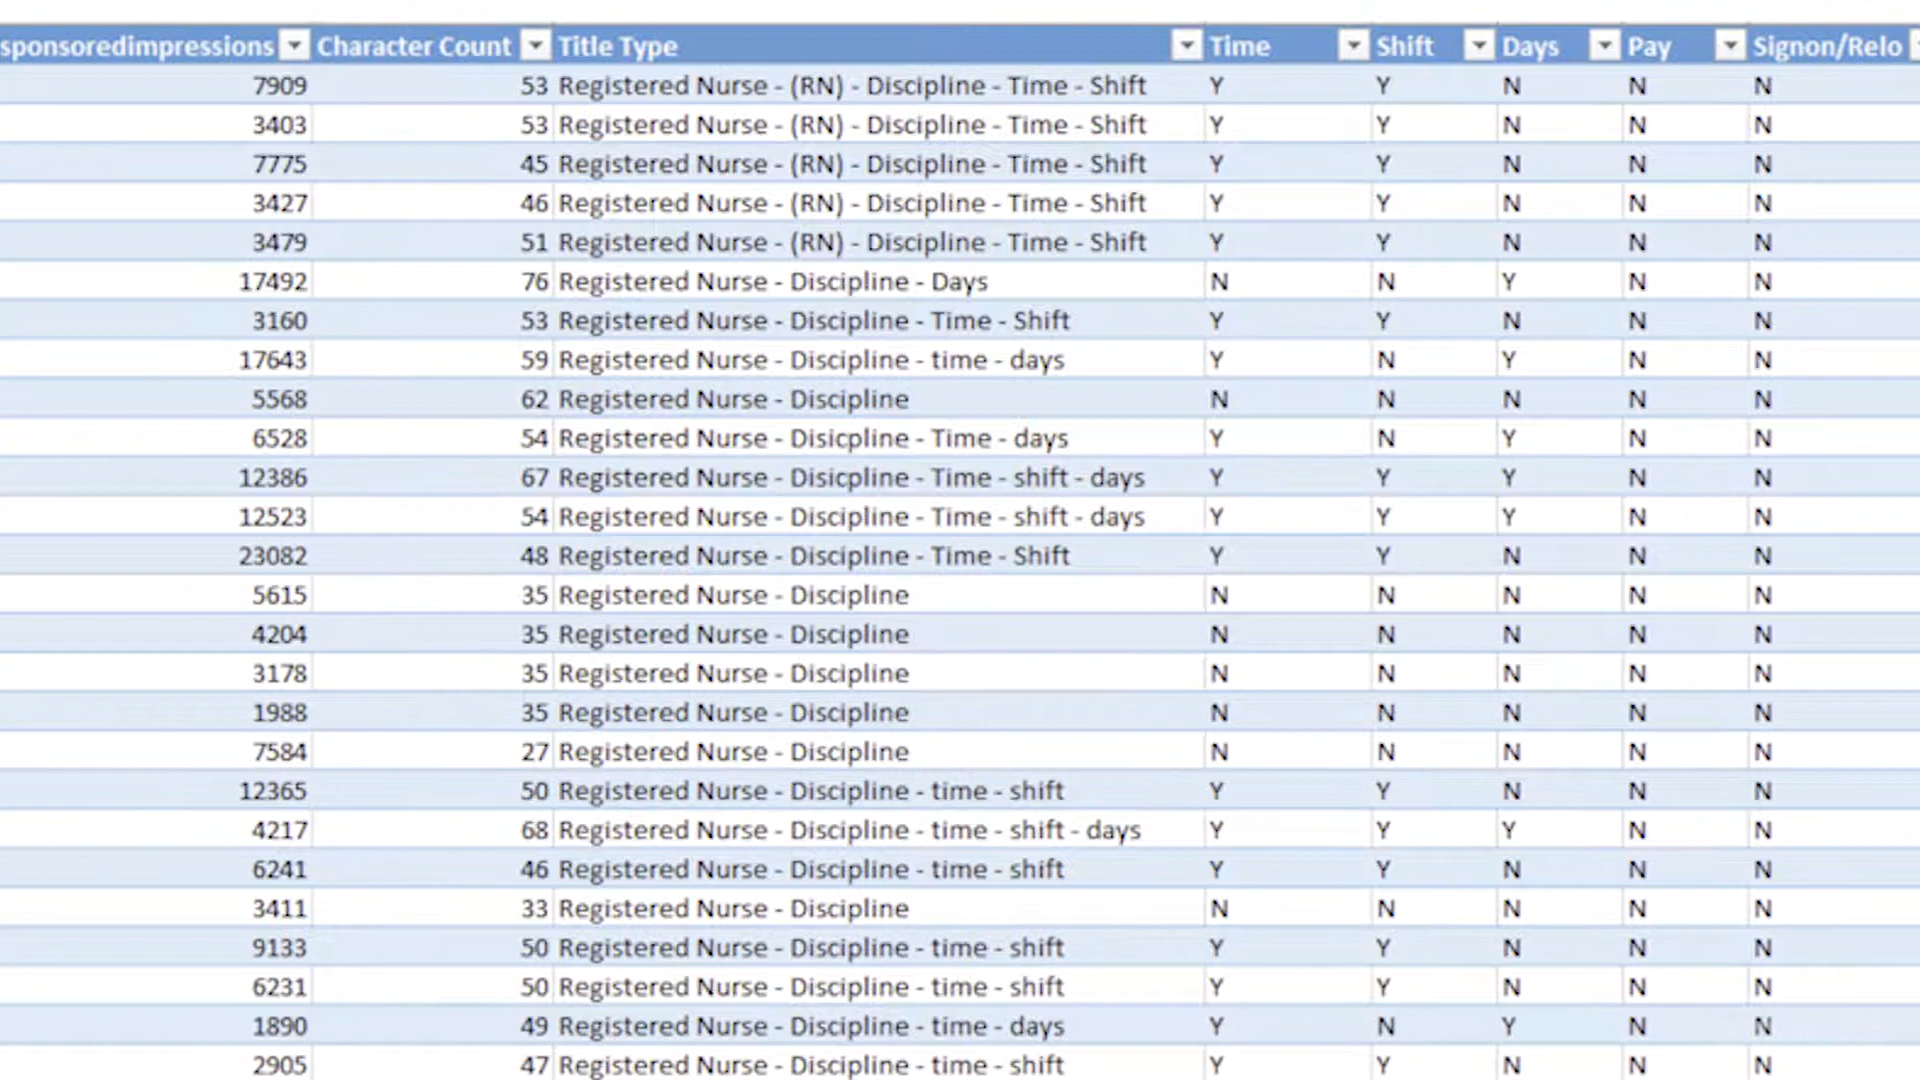 sponsoredimpressions Character Count Title Type Time Shift Days Pay Signon/Relo
7909 53 Registered Nurse - (RN) - Discipline - Time - Shift Y Y N N N
3403 53 Registered Nurse - (RN) - Discipline - Time - Shift Y Y N N N
7775 45 Registered Nurse - (RN) - Discipline - Time - Shift Y Y N N N
3427 46 Registered Nurse - (RN) - Discipline - Time - Shift Y Y N N N
3479 51 Registered Nurse - (RN) - Discipline - Time - Shift Y Y N N N
17492 76 Registered Nurse - Discipline - Days N N Y N N
3160 53 Registered Nurse - Discipline - Time - Shift Y Y N N N
17643 59 Registered Nurse - Discipline - time - days Y N Y N N
5568 62 Registered Nurse - Discipline N N N N N
6528 54 Registered Nurse - Disicpline - Time - days Y N Y N N
12386 67 Registered Nurse - Disicpline - Time - shift - days Y Y Y N N
12523 54 Registered Nurse - Discipline - Time - shift - days Y Y Y N N
23082 48 Registered Nurse - Discipline - Time - Shift Y Y N N N
5615 35 Registered Nurse - Discipline N N N N N
4204 35 Registered Nurse - Discipline N N N N N
3178 35 Registered Nurse - Discipline N N N N N
1988 35 Registered Nurse - Discipline N N N N N
7584 27 Registered Nurse - Discipline N N N N N
12365 50 Registered Nurse - Discipline - time - shift Y Y N N N
4217 68 Registered Nurse - Discipline - time - shift - days Y Y Y N N
6241 46 Registered Nurse - Discipline - time - shift Y Y N N N
3411 33 Registered Nurse - Discipline N N N N N
9133 50 Registered Nurse - Discipline - time - shift Y Y N N N
6231 50 Registered Nurse - Discipline - time - shift Y Y N N N
1890 49 Registered Nurse - Discipline - time - days Y N Y N N
2905 47 Registered Nurse - Discipline - time - shift Y Y N N N